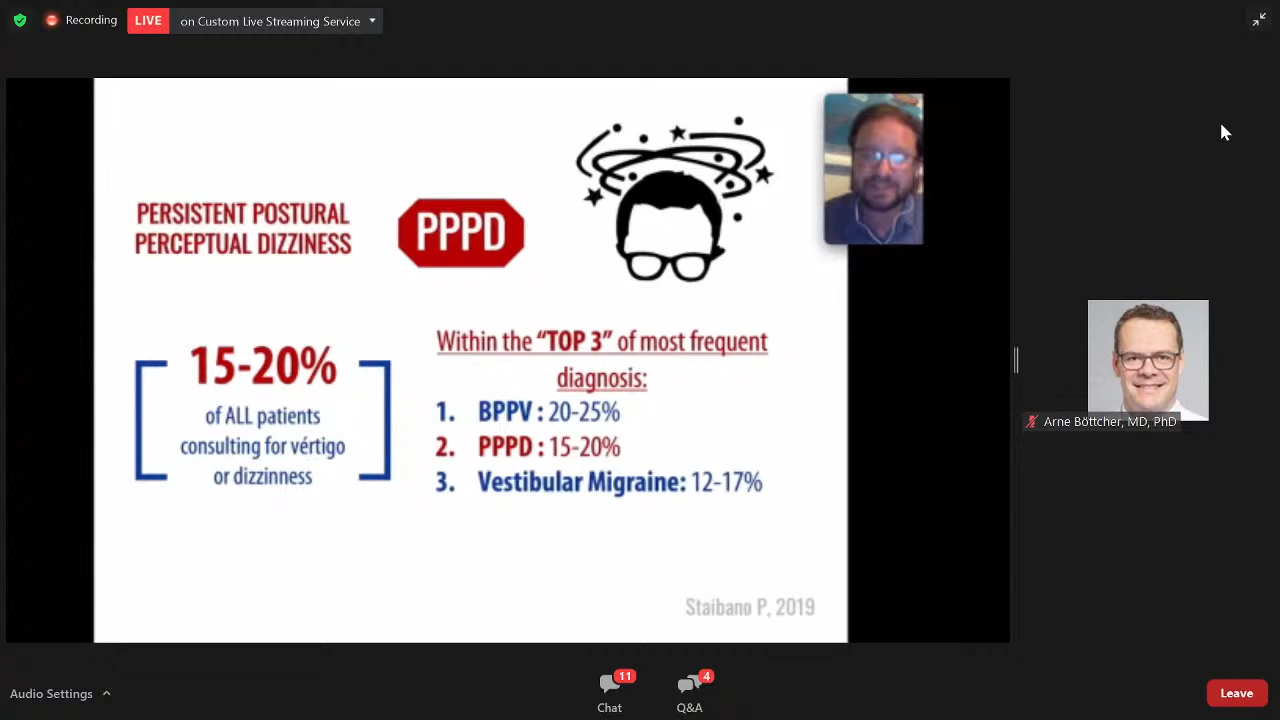 Recording
LIVE
on Custom Live Streaming Service
PERSISTENT POSTURAL
PERCEPTUAL DIZZINESS
PPPD
15-20%
of ALL patients
consulting for vértigo
or dizzinness
Within the “TOP 3” of most frequent
diagnosis:
1. BPPV : 20-25%
2. PPPD : 15-20%
3. Vestibular Migraine: 12-17%
Staibano P, 2019
Arne Böttcher, MD, PhD
Audio Settings
11
Chat
4
Q&A
Leave